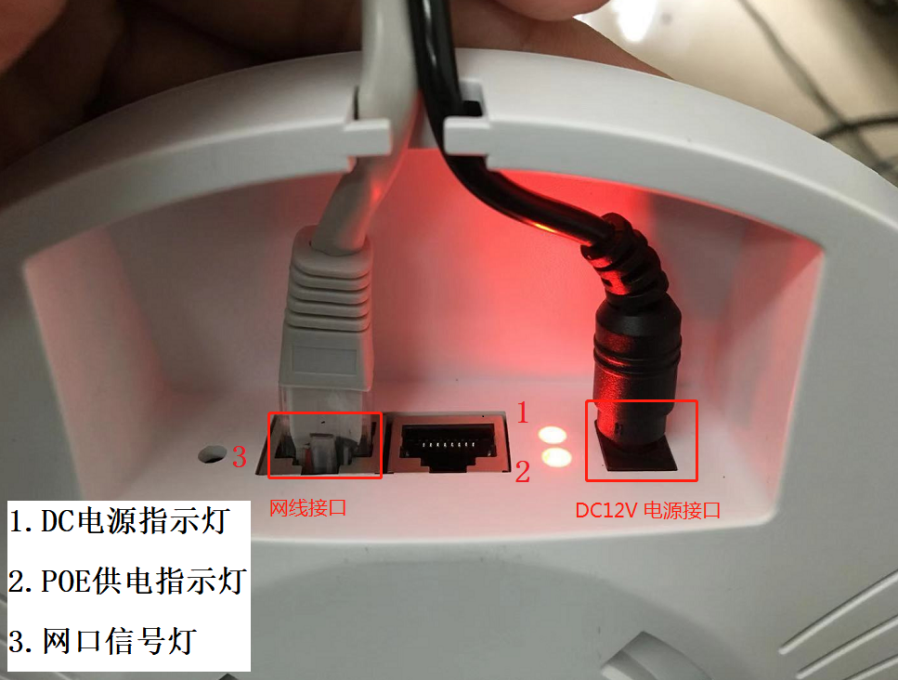 1
2
3
网线接口
DC12V 电源接口
1.DC电源指示灯
2.POE供电指示灯
3.网口信号灯